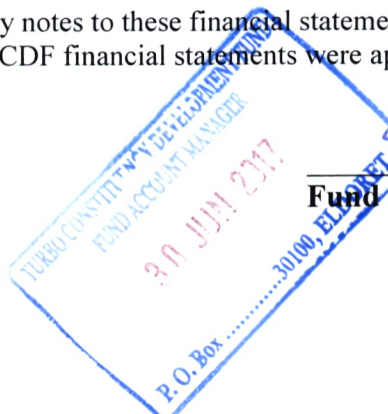 y notes to these financial stateme
CDF financial statements were ap
TURBO CONSTITUENCY DEVELOPMENT FUND
FUND ACCOUNT MANAGER
30 JUN 2017
Fund
P. O. Box ............30100, ELDORET